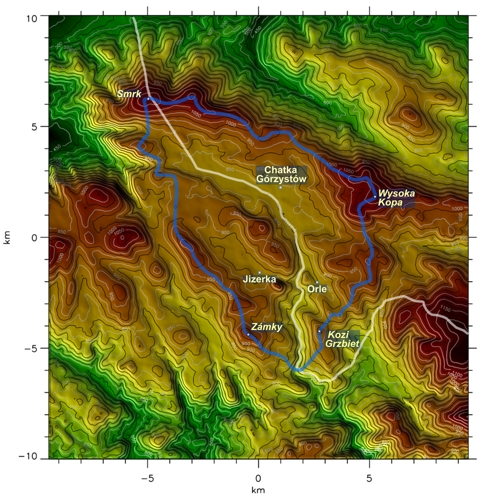 10
Smrk
5
Chatka
Górzystów
Wysoka
Kopa
km
0
Jizerka
Orle
Zámky
Kozí
Grzbiet
-5
-10
-5
0
5
km